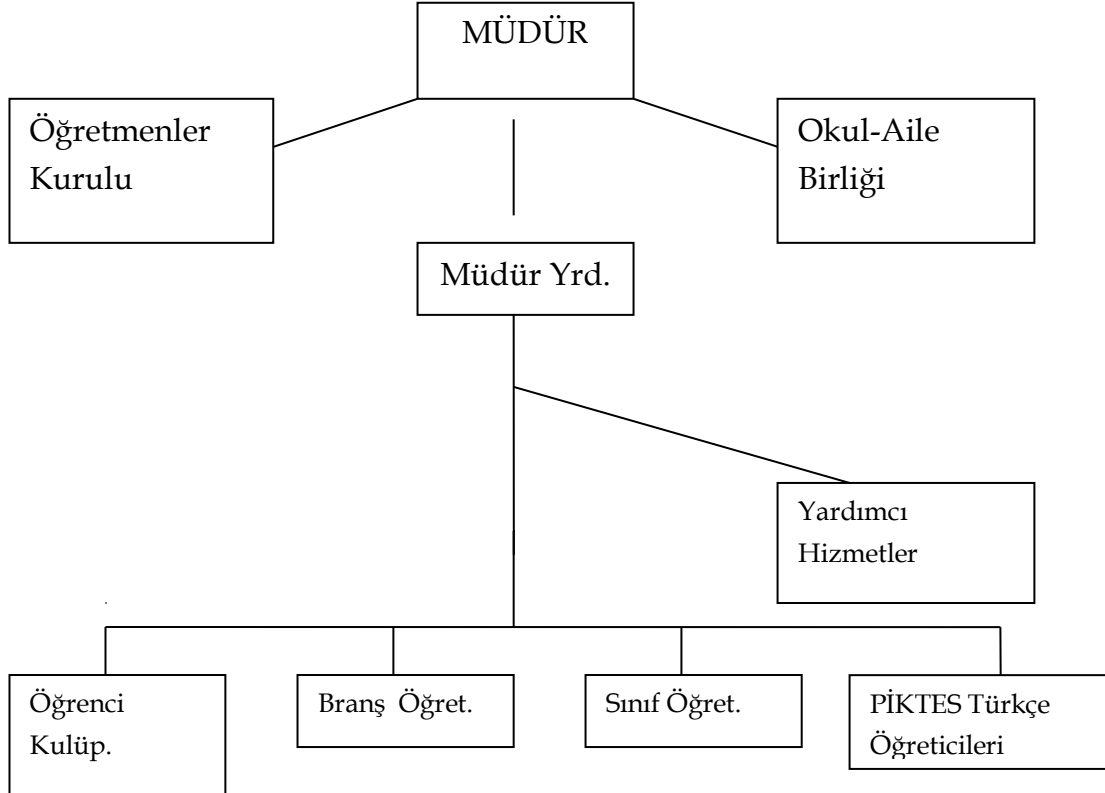 MÜDÜR
Öğretmenler
Kurulu
Okul-Aile
Birliği
Müdür Yrd.
Yardımcı
Hizmetler
Öğrenci
Kulüp.
Branş Öğret.
Sınıf Öğret.
PİKTES Türkçe
Öğreticileri